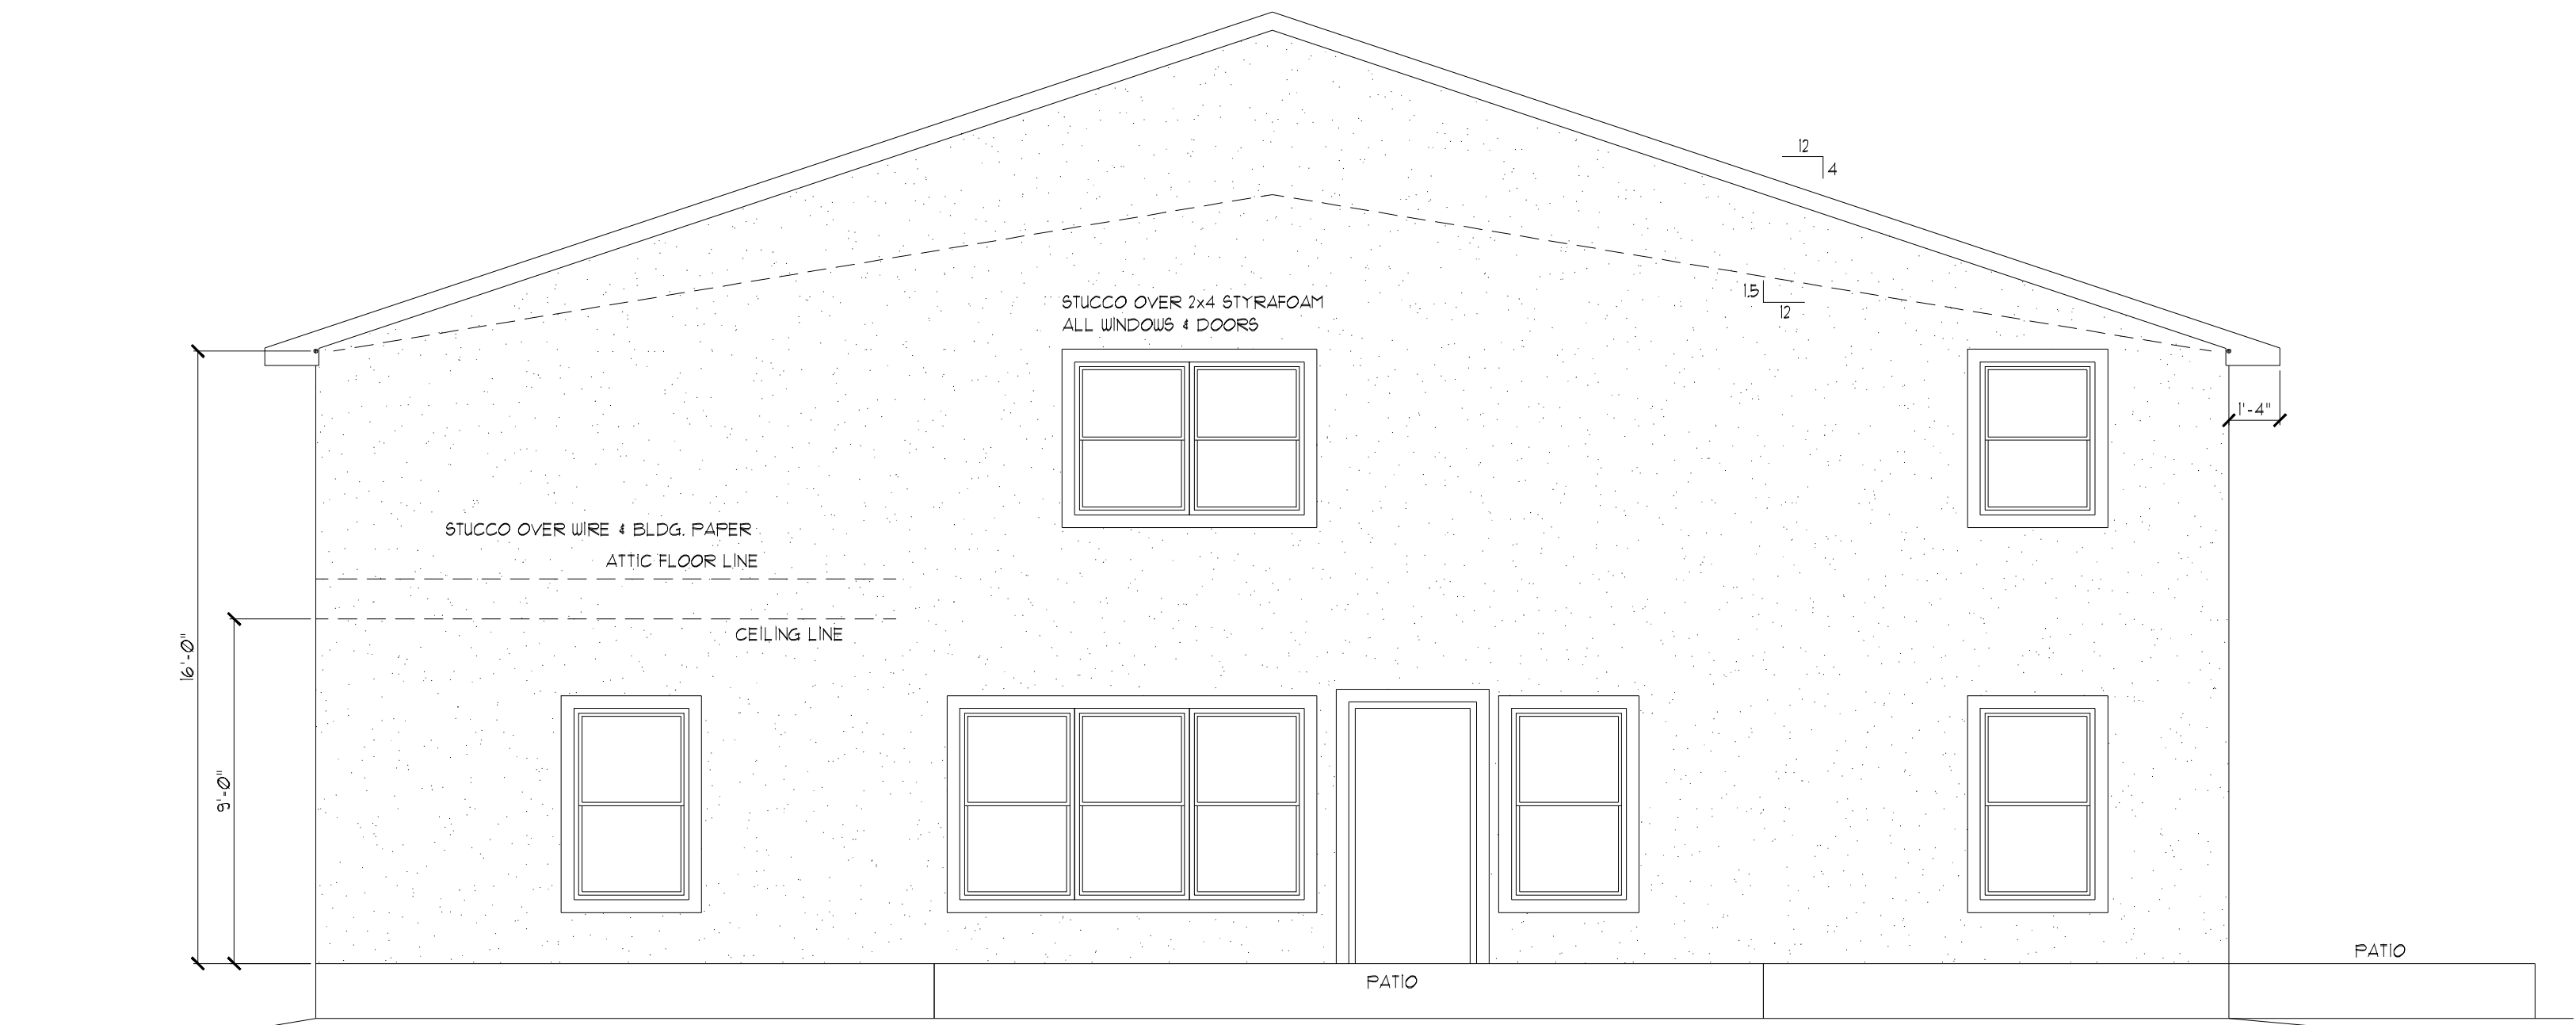 12
4
1.5
12
STUCCO OVER 2x4 STYRAFOAM
ALL WINDOWS & DOORS
1'-4"
STUCCO OVER WIRE & BLDG. PAPER
ATTIC FLOOR LINE
CEILING LINE
16'-0"
9'-0"
PATIO
PATIO